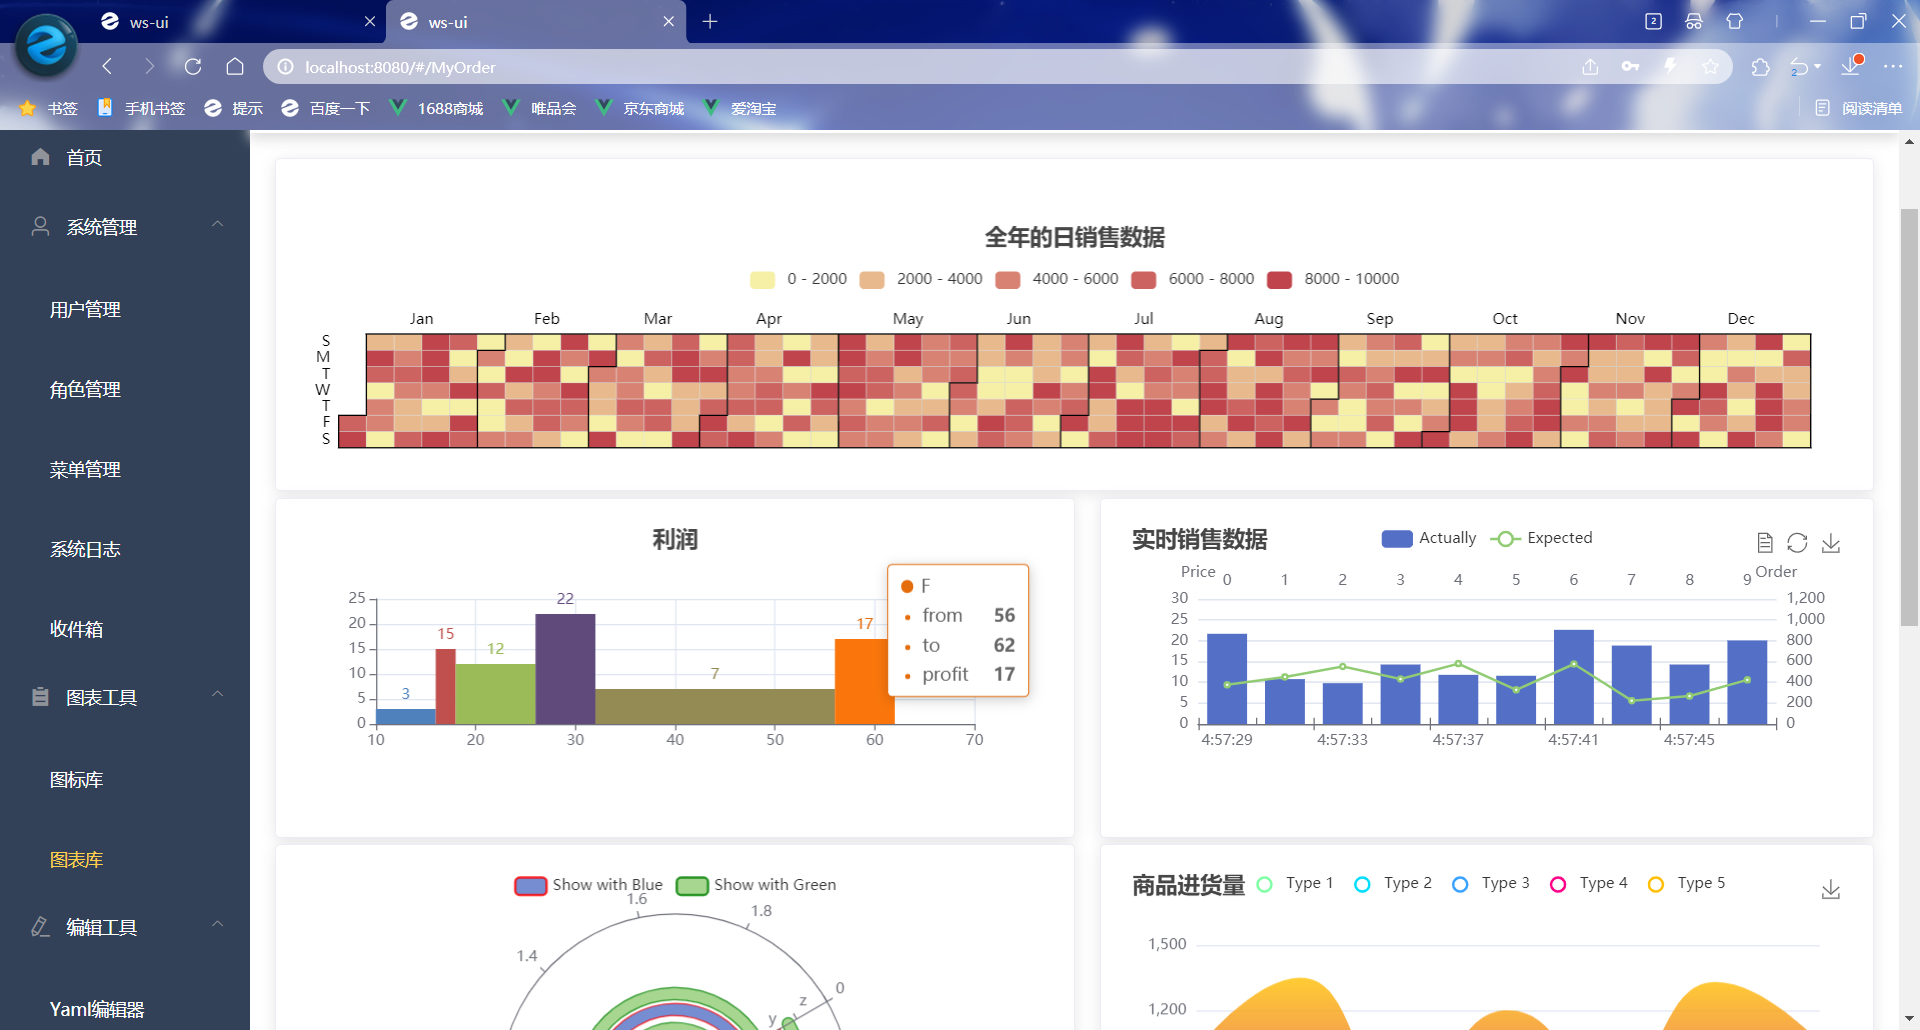 ws-ui
ws-ui
2
localhost:8080/#/MyOrder
2
书签
手机书签
提示
百度一下
1688商城
唯品会
京东商城
爱淘宝
阅读清单
首页
系统管理
用户管理
角色管理
菜单管理
系统日志
收件箱
图表工具
图标库
图表库
编辑工具
Yaml编辑器
全年的日销售数据
0 - 2000 2000 - 4000 4000 - 6000 6000 - 8000 8000 - 10000
Jan Feb Mar Apr May Jun Jul Aug Sep Oct Nov Dec
S
M
T
W
T
F
S
利润
25
20
15
10
5
0
3
15
12
22
7
17
10 20 30 40 50 60 70
F
from 56
to 62
profit 17
实时销售数据
Actually Expected
Price 0 1 2 3 4 5 6 7 8 9 Order
30 1,200
25 1,000
20 800
15 600
10 400
5 200
0 0
4:57:29 4:57:33 4:57:37 4:57:41 4:57:45
Show with Blue Show with Green
1.6
1.8
1.4
0
z
y
商品进货量
Type 1 Type 2 Type 3 Type 4 Type 5
1,500
1,200